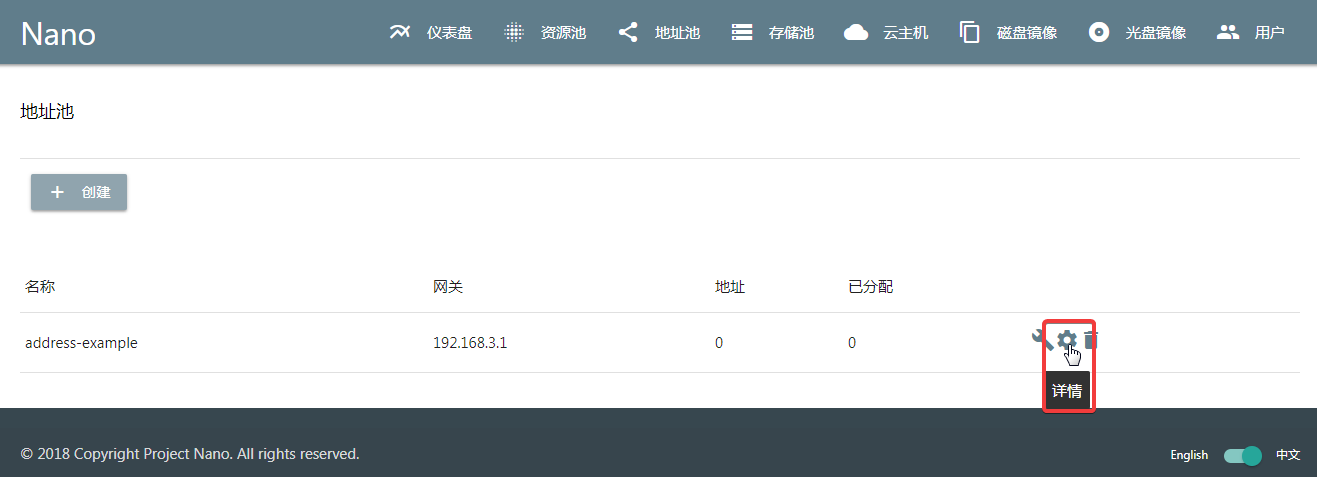 Nano 仪表盘 资源池 地址池 存储池 云主机 磁盘镜像 光盘镜像 用户
地址池
+ 创建
名称 网关 地址 已分配
address-example 192.168.3.1 0 0
详情
© 2018 Copyright Project Nano. All rights reserved. English 中文